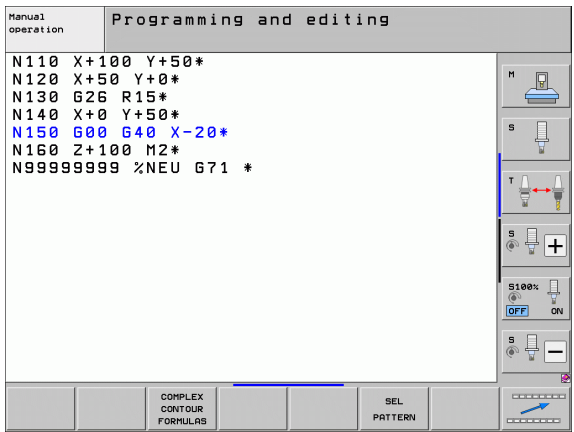 Manual
operation
Programming and editing
N110 X+100 Y+50*
N120 X+50 Y+0*
N130 G26 R15*
N140 X+0 Y+50*
N150 G00 G40 X-20*
N160 Z+100 M2*
N99999999 %NEU G71 *
M
S
T
S
+
S100%
OFF ON
S
−
COMPLEX
CONTOUR
FORMULAS
SEL
PATTERN